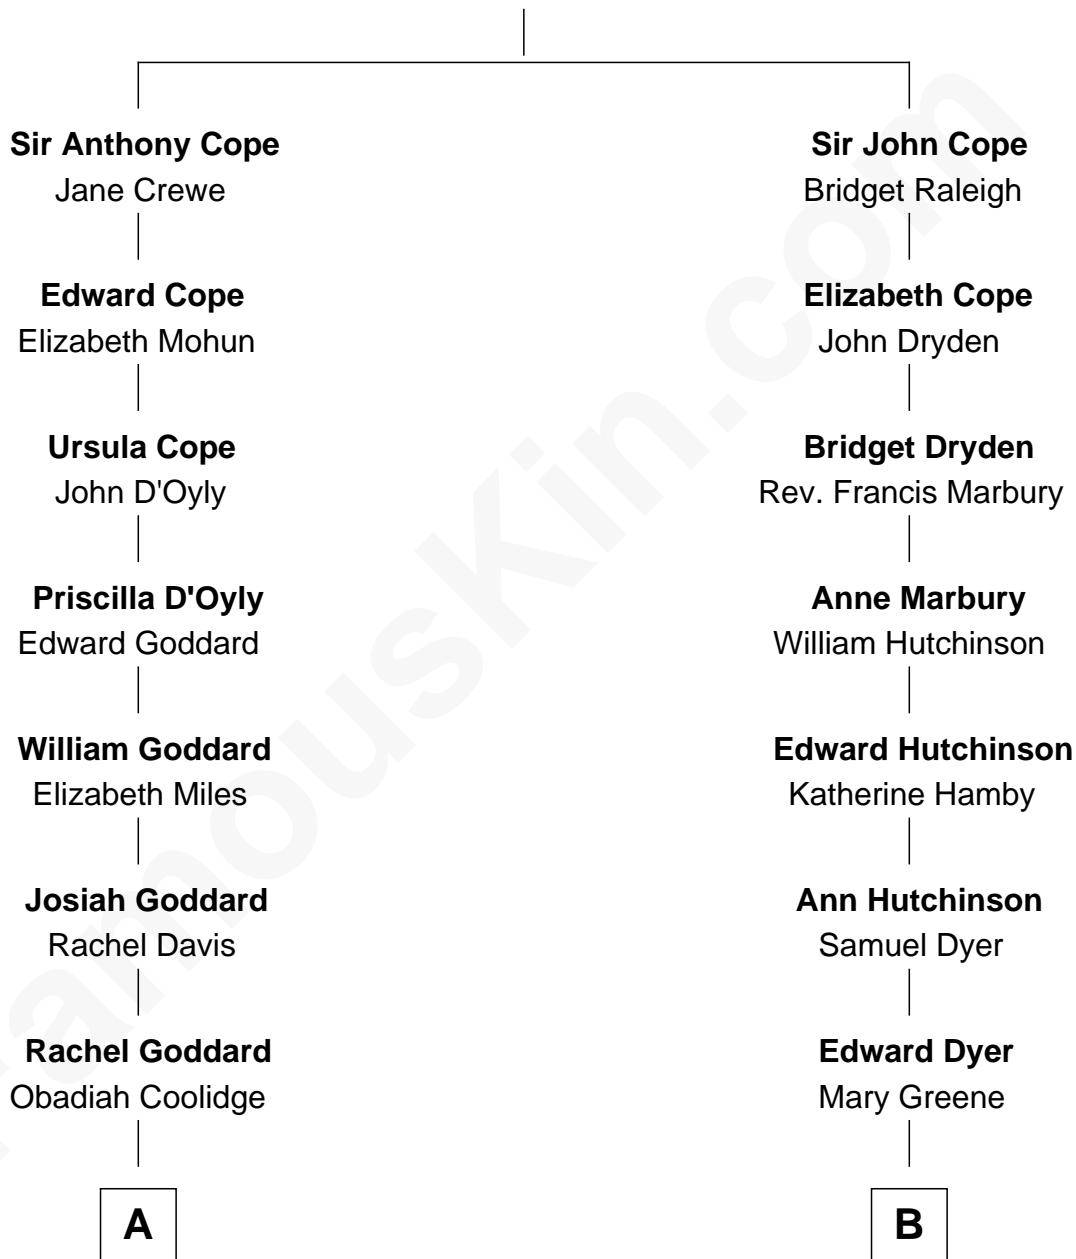 Sir Anthony Cope
Jane Crewe
Edward Cope
Elizabeth Mohun
Ursula Cope
John D'Oyly
Priscilla D'Oyly
Edward Goddard
William Goddard
Elizabeth Miles
Josiah Goddard
Rachel Davis
Rachel Goddard
Obadiah Coolidge
A
Sir John Cope
Bridget Raleigh
Elizabeth Cope
John Dryden
Bridget Dryden
Rev. Francis Marbury
Anne Marbury
William Hutchinson
Edward Hutchinson
Katherine Hamby
Ann Hutchinson
Samuel Dyer
Edward Dyer
Mary Greene
B
FamousKin.com